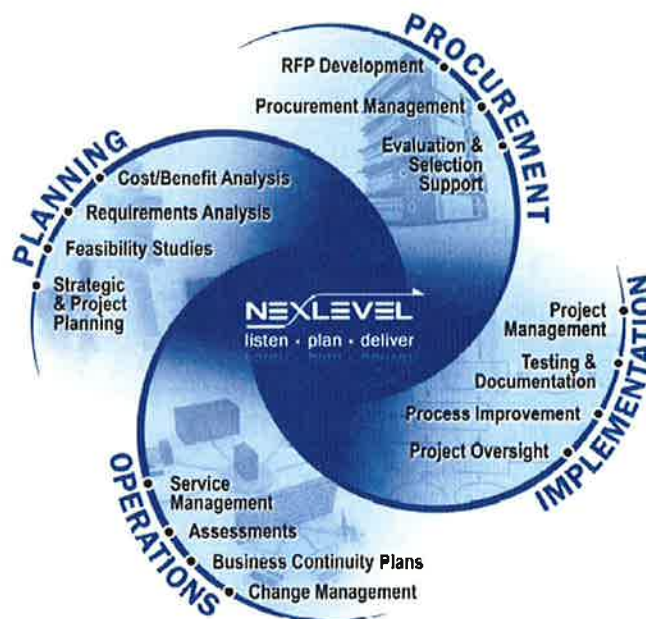 PROCUREMENT
RFP Development
Procurement Management
Evaluation &
Selection
Support
PLANNING
Cost/Benefit Analysis
Requirements Analysis
Feasibility Studies
Strategic
& Project
Planning
NEXLEVEL
listen · plan · deliver
IMPLEMENTATION
Project
Management
Testing &
Documentation
Process Improvement
Project Oversight
OPERATIONS
Service
Management
Assessments
Business Continuity Plans
Change Management